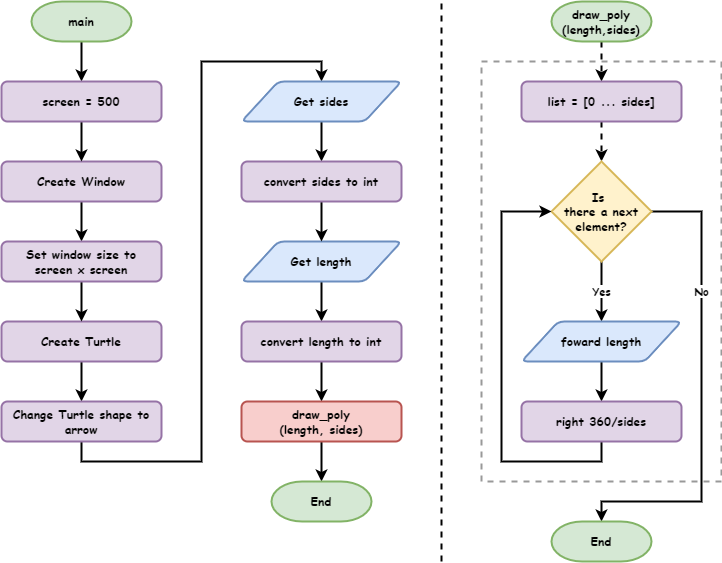 main
screen = 500
Create Window
Set window size to
screen x screen
Create Turtle
Change Turtle shape to
arrow
Get sides
convert sides to int
Get length
convert length to int
draw_poly
(length, sides)
End
draw_poly
(length,sides)
list = [0 ... sides]
Is
there a next
element?
Yes
No
foward length
right 360/sides
End